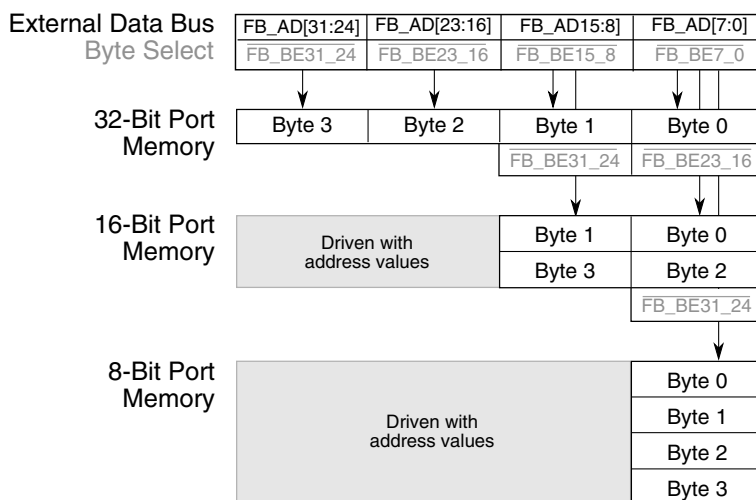 External Data Bus FB_AD[31:24] FB_AD[23:16] FB_AD15:8] FB_AD[7:0]
Byte Select FB_BE31_24 FB_BE23_16 FB_BE15_8 FB_BE7_0
32-Bit Port Byte 3 Byte 2 Byte 1 Byte 0
Memory
FB_BE31_24 FB_BE23_16
16-Bit Port Byte 1 Byte 0
Memory
Driven with
address values
Byte 3 Byte 2
FB_BE31_24
8-Bit Port Byte 0
Memory
Byte 1
Driven with
address values
Byte 2
Byte 3